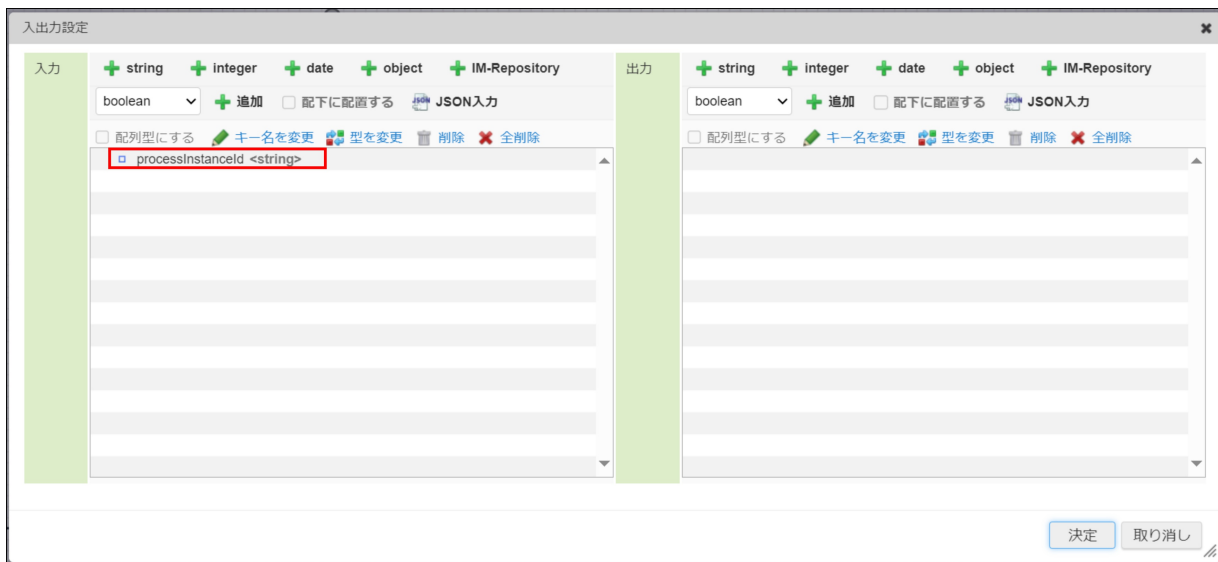 入出力設定
入力
string integer date object IM-Repository
boolean 追加 配下に配置する JSON入力
配列型にする キー名を変更 型を変更 削除 全削除
processInstanceId <string>
出力
string integer date object IM-Repository
boolean 追加 配下に配置する JSON入力
配列型にする キー名を変更 型を変更 削除 全削除
決定 取り消し